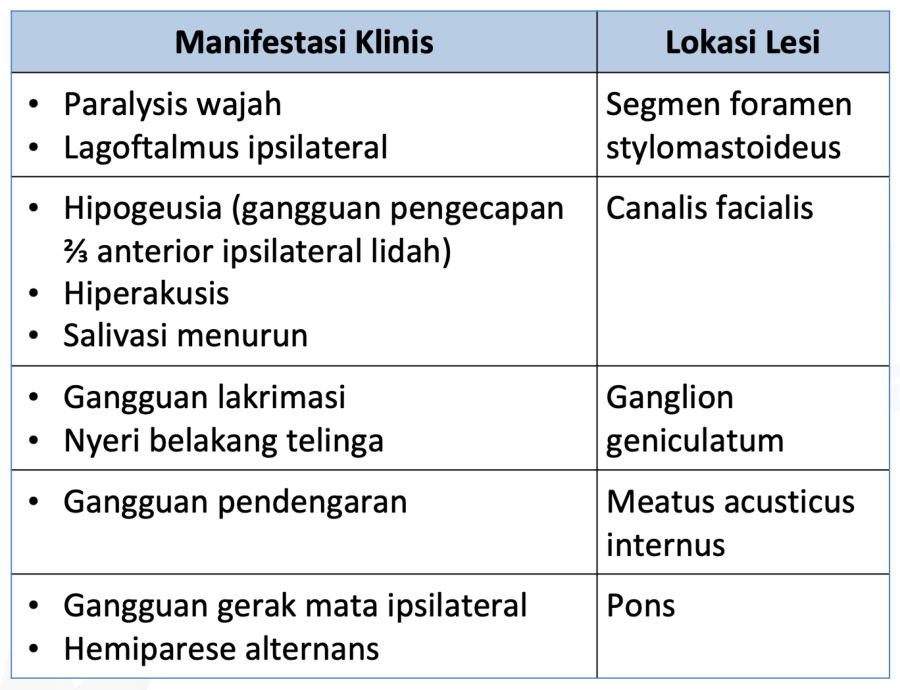 Manifestasi Klinis
Lokasi Lesi
• Paralysis wajah
• Lagoftalmus ipsilateral
Segmen foramen
stylomastoideus
• Hipogeusia (gangguan pengecapan
⅔ anterior ipsilateral lidah)
• Hiperakusis
• Salivasi menurun
Canalis facialis
• Gangguan lakrimasi
• Nyeri belakang telinga
Ganglion
geniculatum
• Gangguan pendengaran
Meatus acusticus
internus
• Gangguan gerak mata ipsilateral
• Hemiparese alternans
Pons